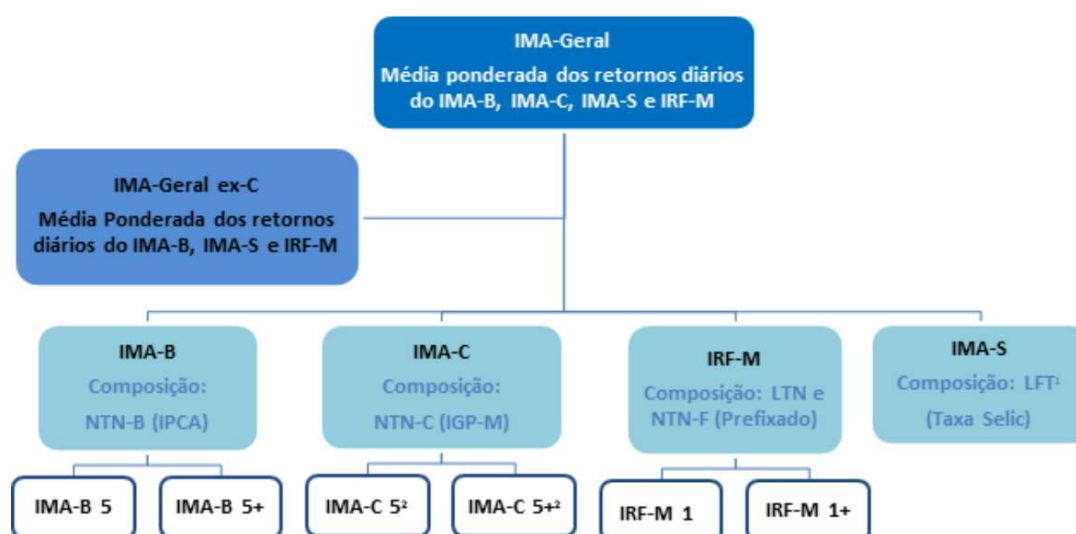 IMA-Geral
Média ponderada dos retornos diários
do IMA-B, IMA-C, IMA-S e IRF-M
IMA-Geral ex-C
Média Ponderada dos retornos
diários do IMA-B, IMA-S e IRF-M
IMA-B
Composição:
NTN-B (IPCA)
IMA-C
Composição:
NTN-C (IGP-M)
IRF-M
Composição: LTN e
NTN-F (Prefixado)
IMA-S
Composição: LFT¹
(Taxa Selic)
IMA-B 5
IMA-B 5+
IMA-C 5²
IMA-C 5+²
IRF-M 1
IRF-M 1+